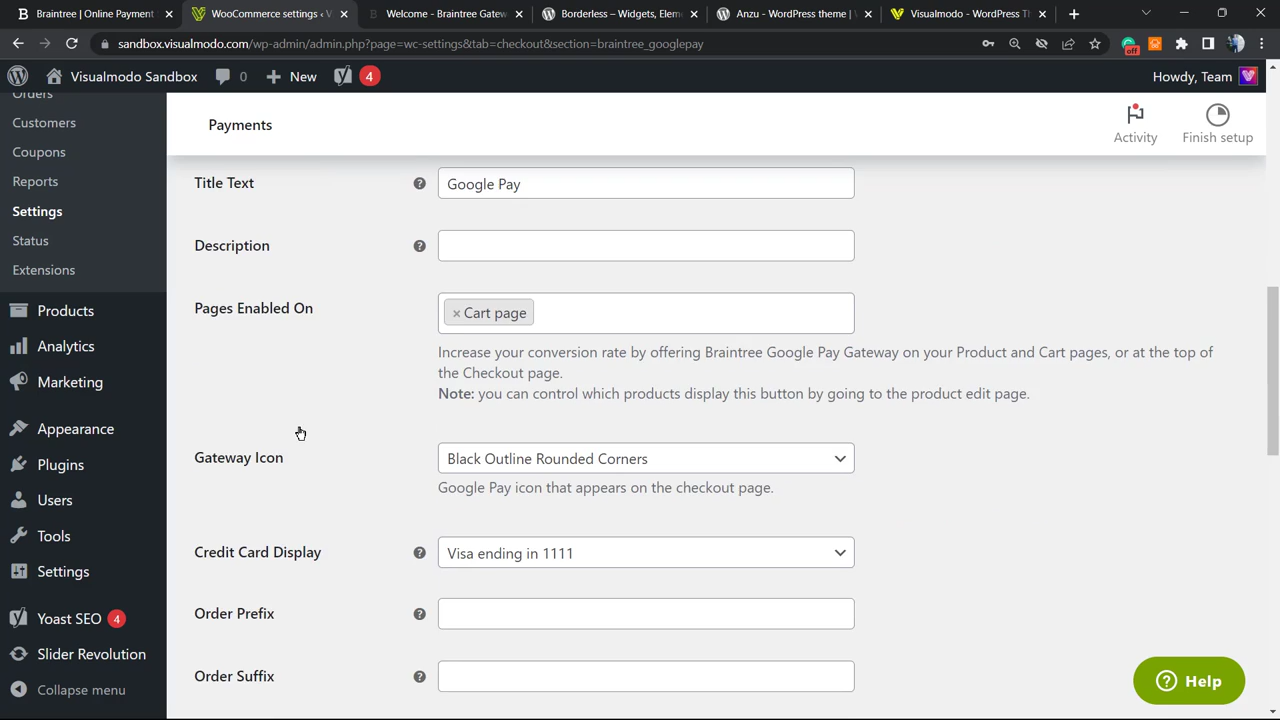 Braintree | Online Payment
WooCommerce settings ‹ V
Welcome - Braintree Gatew
Borderless – Widgets, Elem
Anzu - WordPress theme | V
Visualmodo - WordPress Th
sandbox.visualmodo.com/wp-admin/admin.php?page=wc-settings&tab=checkout&section=braintree_googlepay
off
Visualmodo Sandbox
0
New
4
Howdy, Team
Orders
Customers
Coupons
Reports
Settings
Status
Extensions
Products
Analytics
Marketing
Appearance
Plugins
Users
Tools
Settings
Yoast SEO 4
Slider Revolution
Collapse menu
Payments
Activity
Finish setup
Title Text
Google Pay
Description
Pages Enabled On
× Cart page
Increase your conversion rate by offering Braintree Google Pay Gateway on your Product and Cart pages, or at the top of
the Checkout page.
Note: you can control which products display this button by going to the product edit page.
Gateway Icon
Black Outline Rounded Corners
Google Pay icon that appears on the checkout page.
Credit Card Display
Visa ending in 1111
Order Prefix
Order Suffix
Help